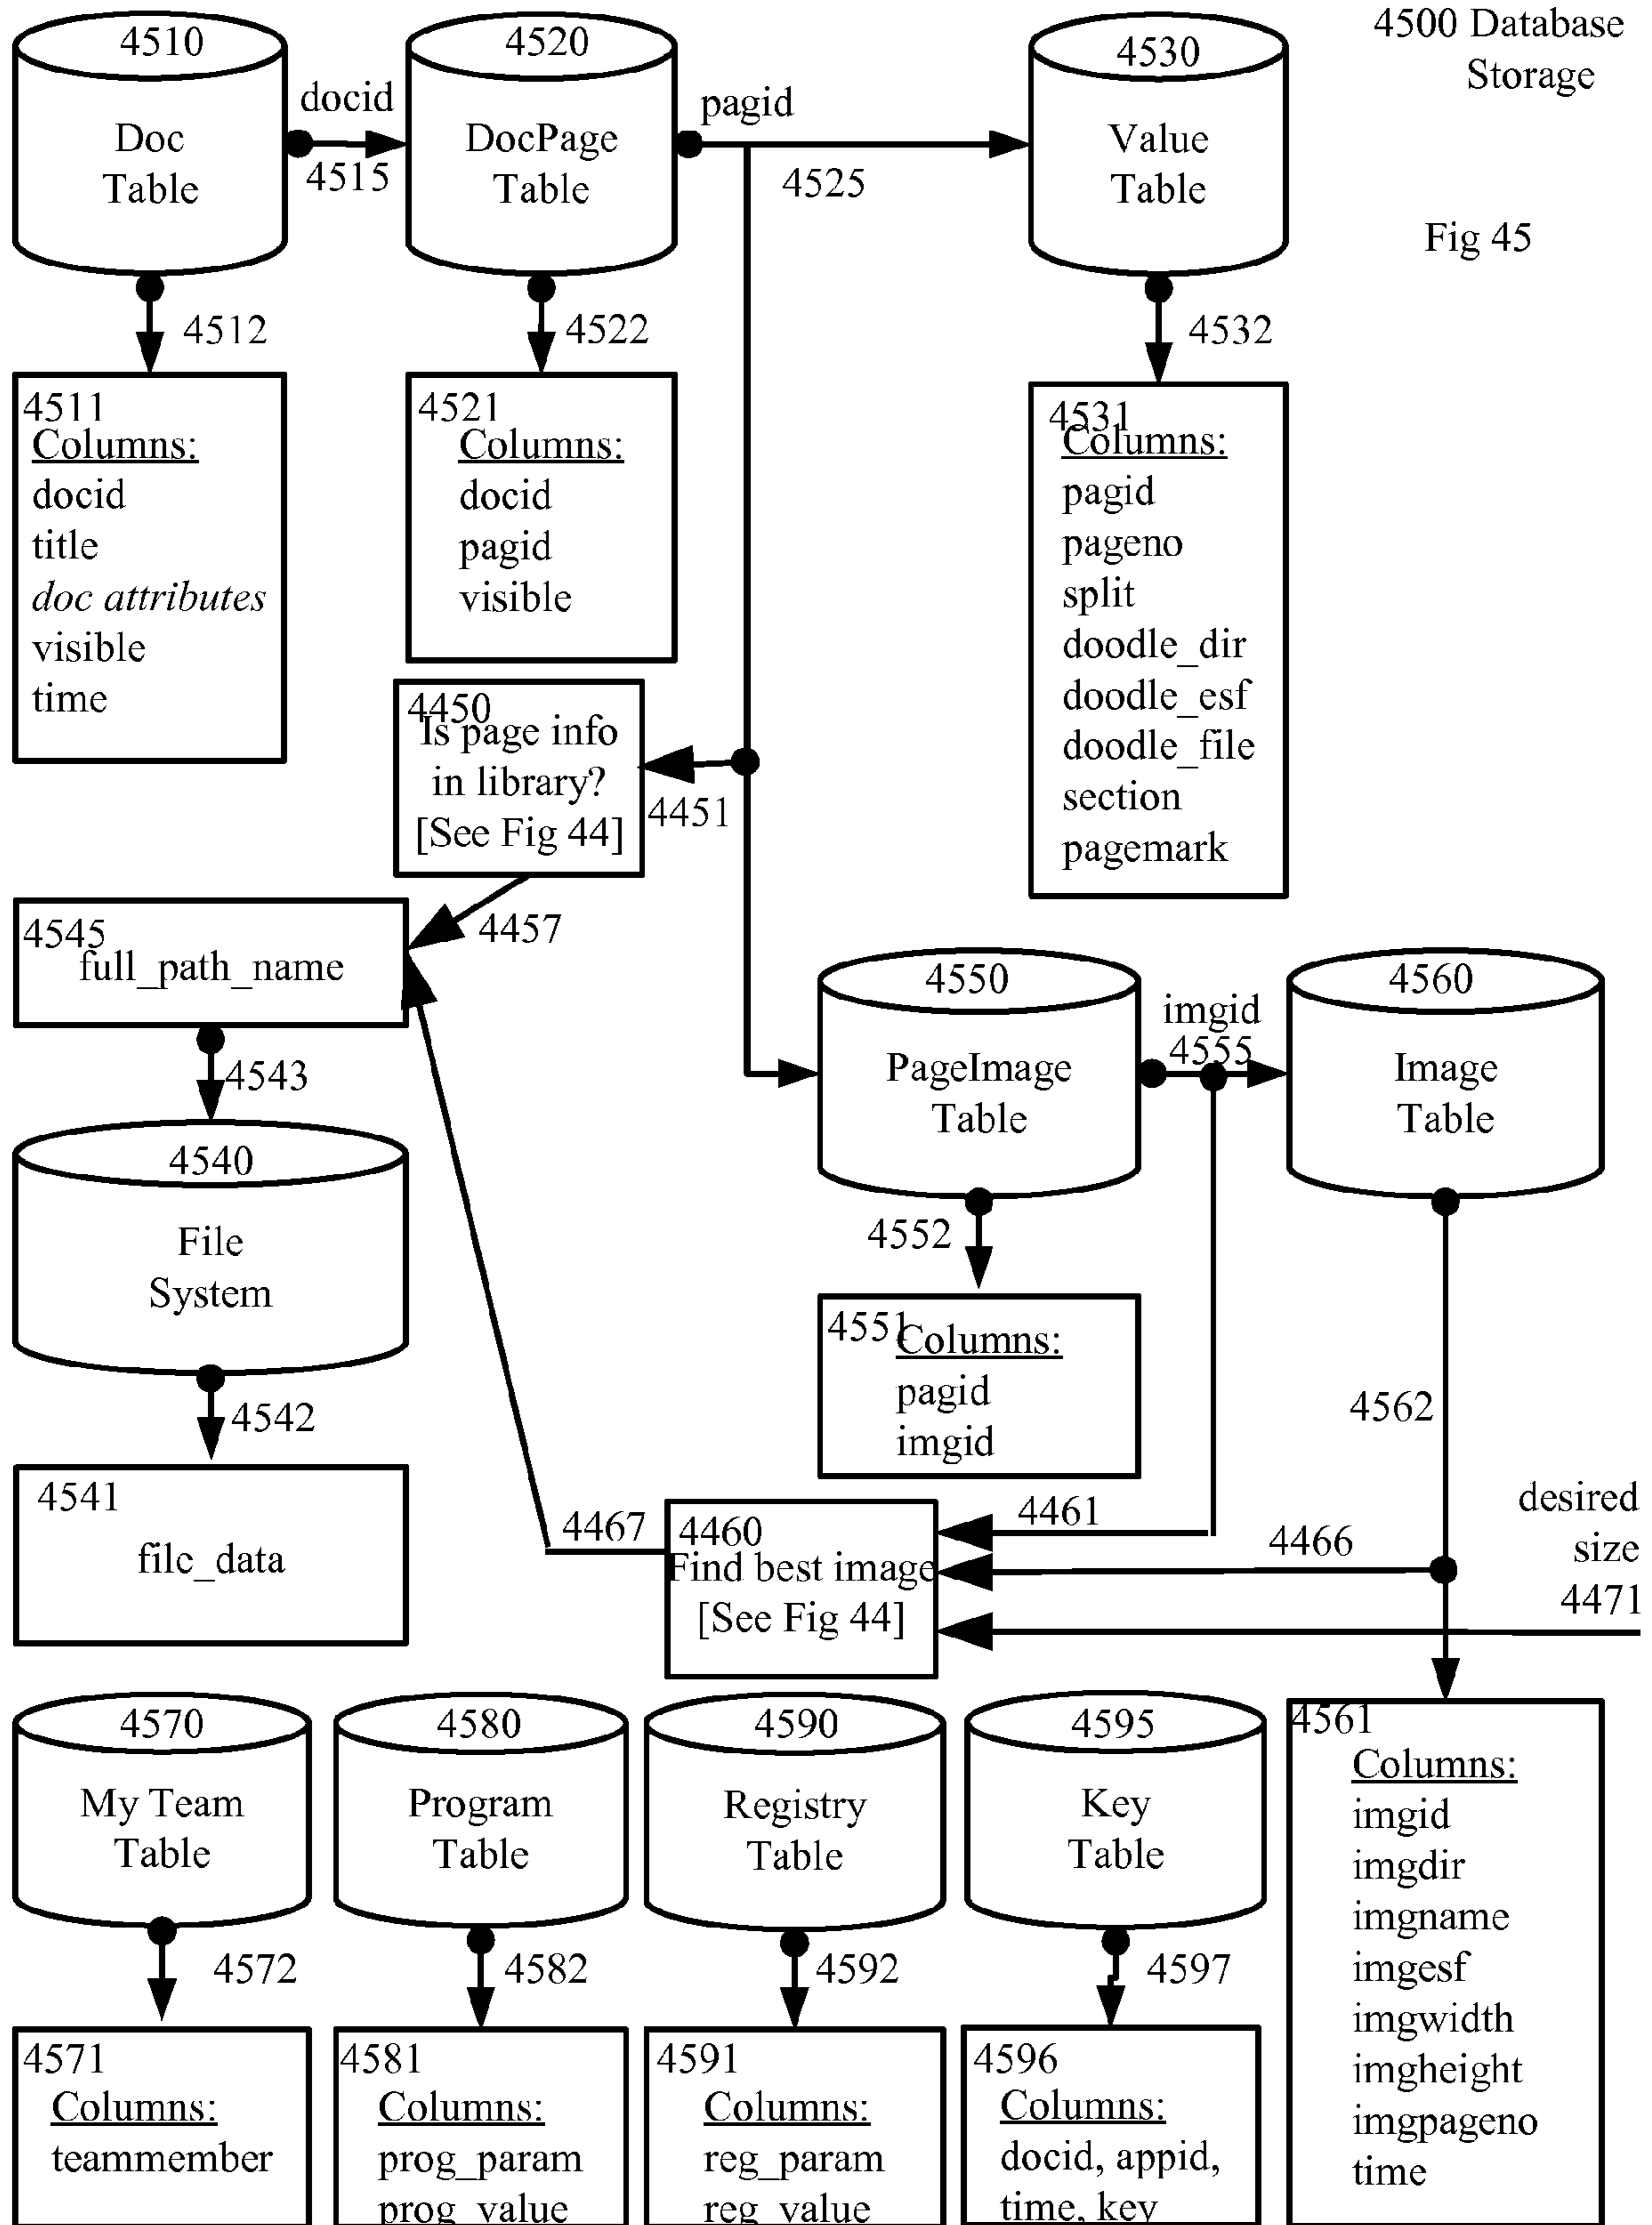 4500 Database
Storage
Fig 45
4510
Doc
Table
docid
4515
4520
DocPage
Table
pagid
4525
4530
Value
Table
4512
4522
4532
4511
Columns:
docid
title
doc attributes
visible
time
4521
Columns:
docid
pagid
visible
4531
Columns:
pagid
pageno
split
doodle_dir
doodle_esf
doodle_file
section
pagemark
4450
Is page info
in library?
[See Fig 44]
4451
4457
4545
full_path_name
4543
4540
File
System
4542
4541
file_data
4550
PageImage
Table
imgid
4555
4560
Image
Table
4552
4551
Columns:
pagid
imgid
4562
4467
4460
Find best image
[See Fig 44]
4461
4466
desired
size
4471
4570
My Team
Table
4580
Program
Table
4590
Registry
Table
4595
Key
Table
4572
4582
4592
4597
4571
Columns:
teammember
4581
Columns:
prog_param
prog_value
4591
Columns:
reg_param
reg_value
4596
Columns:
docid, appid,
time, key
4561
Columns:
imgid
imgdir
imgname
imgesf
imgwidth
imgheight
imgpageno
time